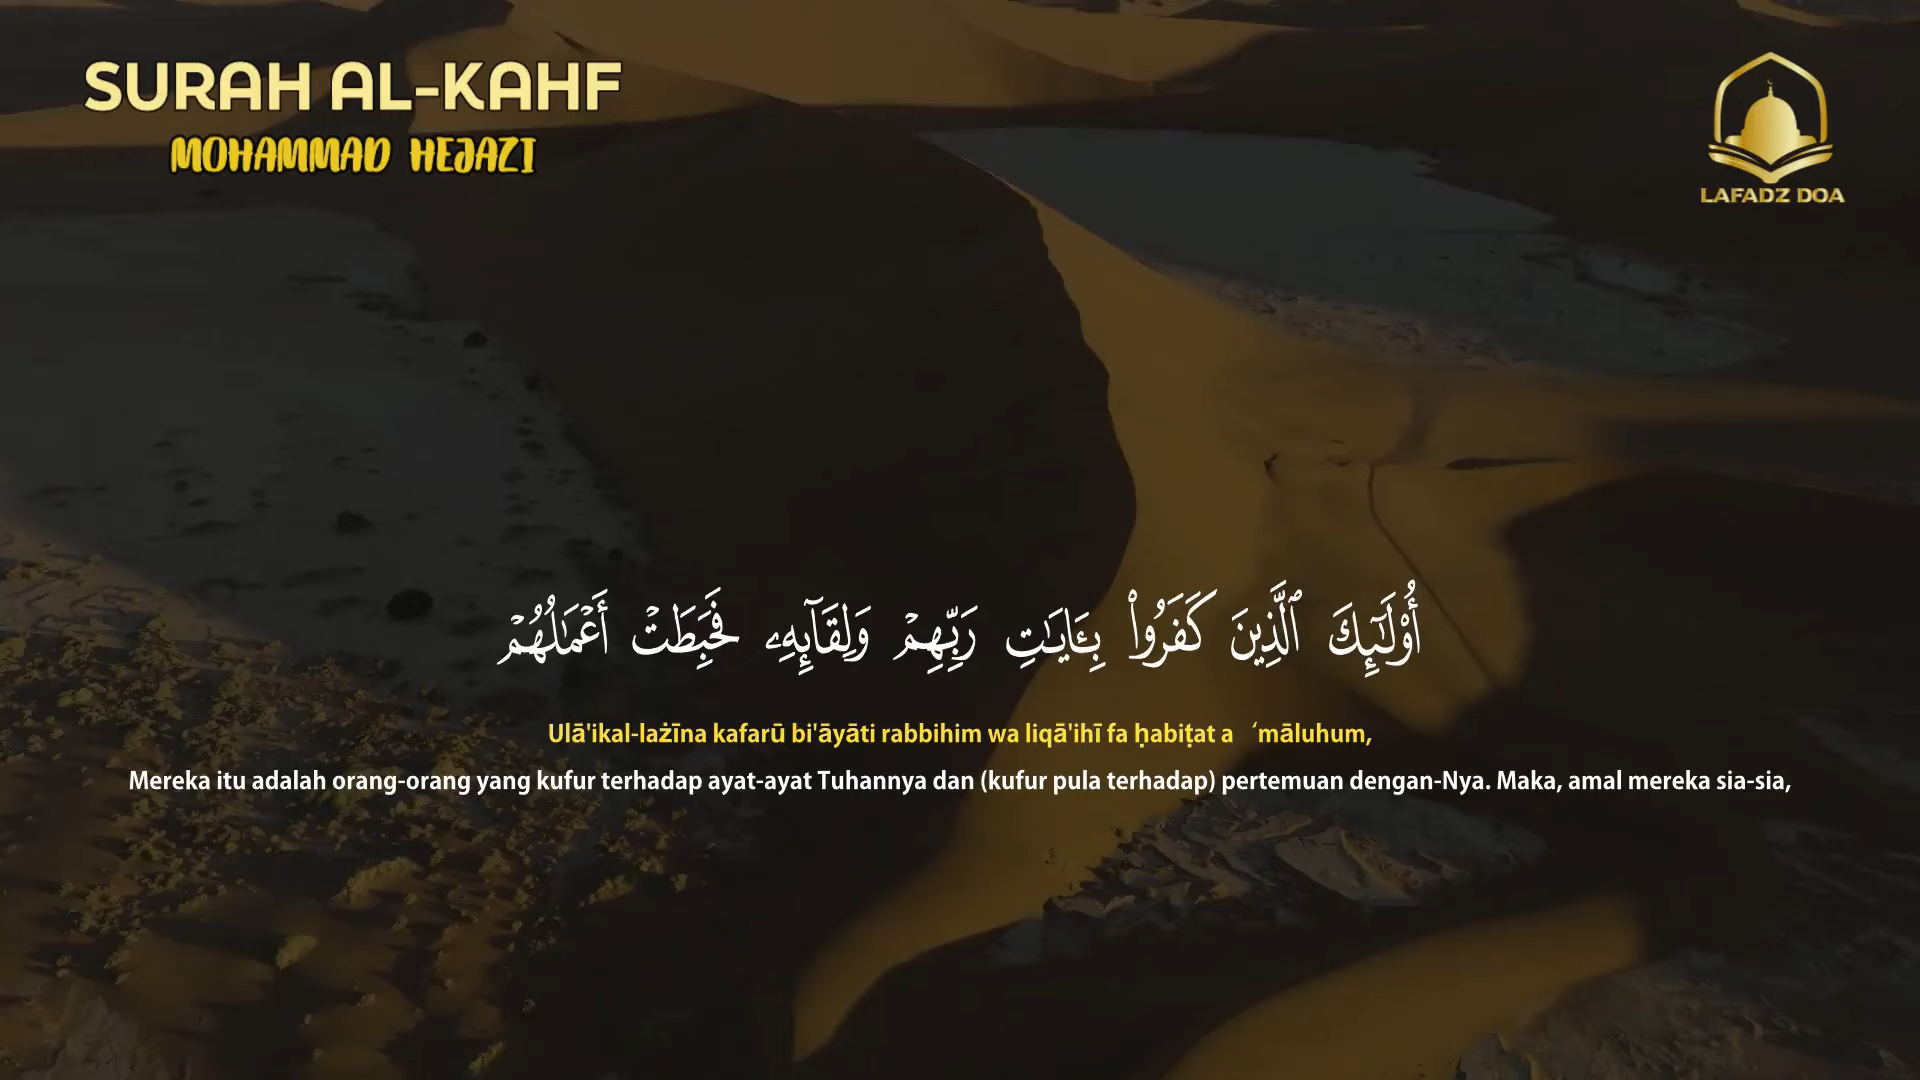 SURAH AL-KAHF
MOHAMMAD HEJAZI
LAFADZ DOA
أُو۟لَـٰٓئِكَ ٱلَّذِينَ كَفَرُوا۟ بِـَٔايَـٰتِ رَبِّهِمْ وَلِقَآئِهِۦ فَحَبِطَتْ أَعْمَـٰلُهُمْ
Ulā'ikal-lażīna kafarū bi'āyāti rabbihim wa liqā'ihī fa ḥabiṭat a ‘māluhum,
Mereka itu adalah orang-orang yang kufur terhadap ayat-ayat Tuhannya dan (kufur pula terhadap) pertemuan dengan-Nya. Maka, amal mereka sia-sia,